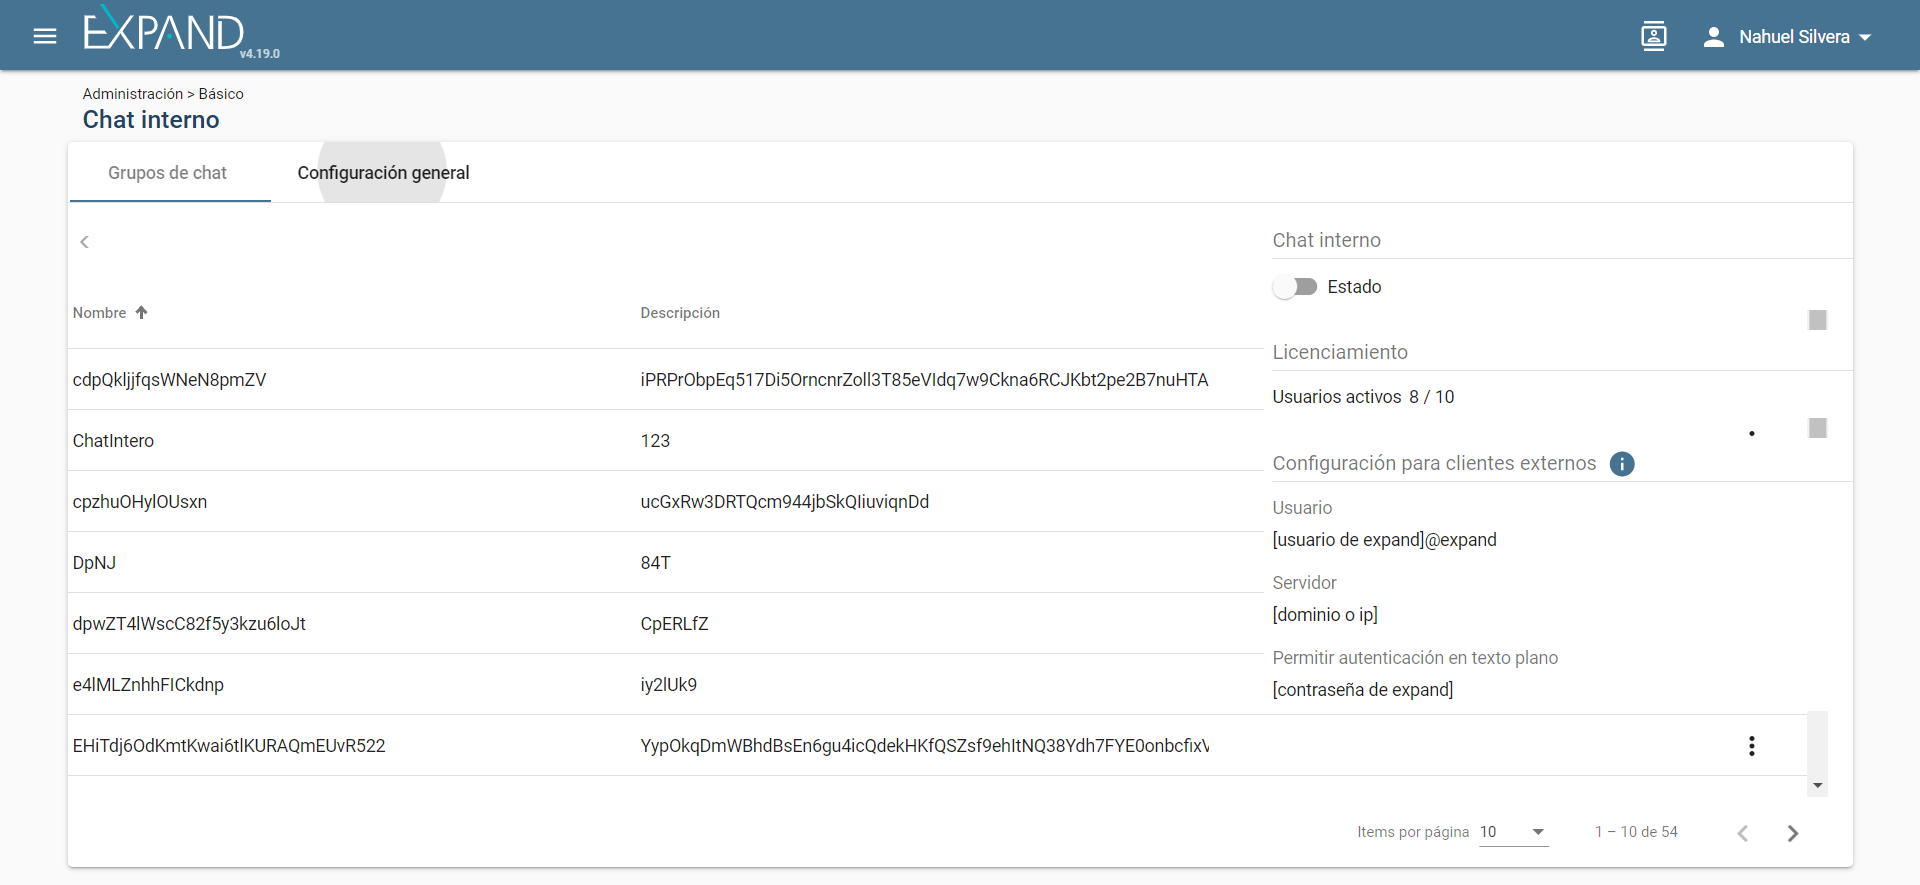 EXPAND
v4.19.0
Nahuel Silvera
Administración > Básico
Chat interno
Grupos de chat
Configuración general
Chat interno
Estado
Nombre
Descripción
Licenciamiento
cdpQkljjfqsWNeN8pmZV
iPRPrObpEq517Di5OrncnrZoll3T85eVIdq7w9Ckna6RCJKbt2pe2B7nuHTA
Usuarios activos 8 / 10
ChatIntero
123
Configuración para clientes externos
cpzhuOHylOUsxn
ucGxRw3DRTQcm944jbSkQIiuviqnDd
Usuario
[usuario de expand]@expand
DpNJ
84T
Servidor
[dominio o ip]
dpwZT4lWscC82f5y3kzu6loJt
CpERLfZ
Permitir autenticación en texto plano
[contraseña de expand]
e4lMLZnhhFICkdnp
iy2lUk9
EHiTdj6OdKmtKwai6tlKURAQmEUvR522
YypOkqDmWBhdBsEn6gu4icQdekHKfQSZsf9ehItNQ38Ydh7FYE0onbcfixV
Items por página 10
1 – 10 de 54